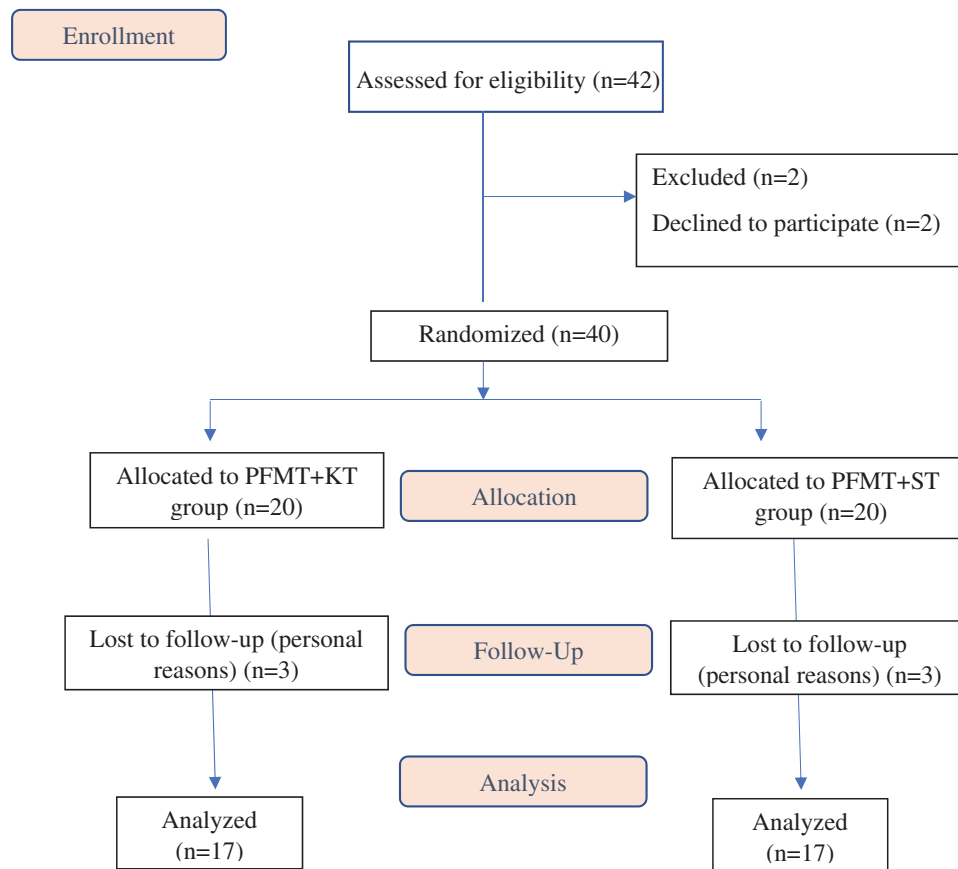 Enrollment
Assessed for eligibility (n=42)
Excluded (n=2)
Declined to participate (n=2)
Randomized (n=40)
Allocated to PFMT+KT
group (n=20)
Allocation
Allocated to PFMT+ST
group (n=20)
Lost to follow-up (personal
reasons) (n=3)
Follow-Up
Lost to follow-up
(personal reasons) (n=3)
Analysis
Analyzed
(n=17)
Analyzed
(n=17)